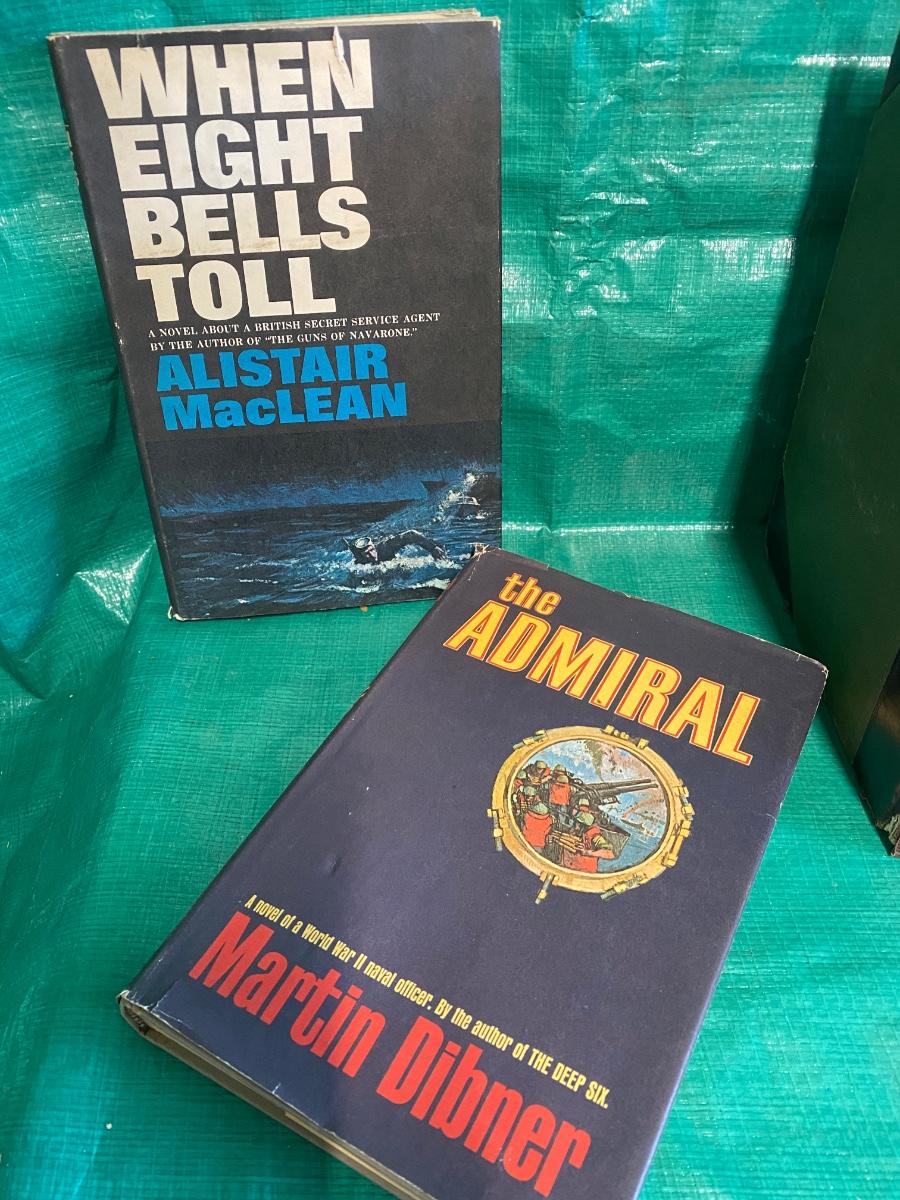 WHEN
EIGHT
BELLS
TOLL
A NOVEL ABOUT A BRITISH SECRET SERVICE AGENT
BY THE AUTHOR OF "THE GUNS OF NAVARONE."
ALISTAIR
MacLEAN
the
ADMIRAL
A novel of a World War II naval officer. By the author of THE DEEP SIX.
Martin Dibner